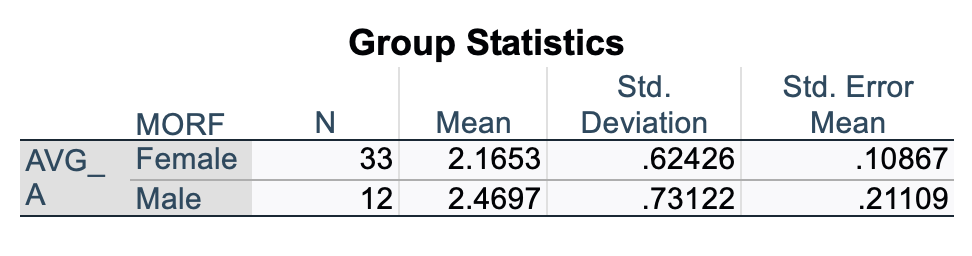 Group Statistics
MORF N Mean Std. Deviation Std. Error Mean
AVG_A Female 33 2.1653 .62426 .10867
Male 12 2.4697 .73122 .21109